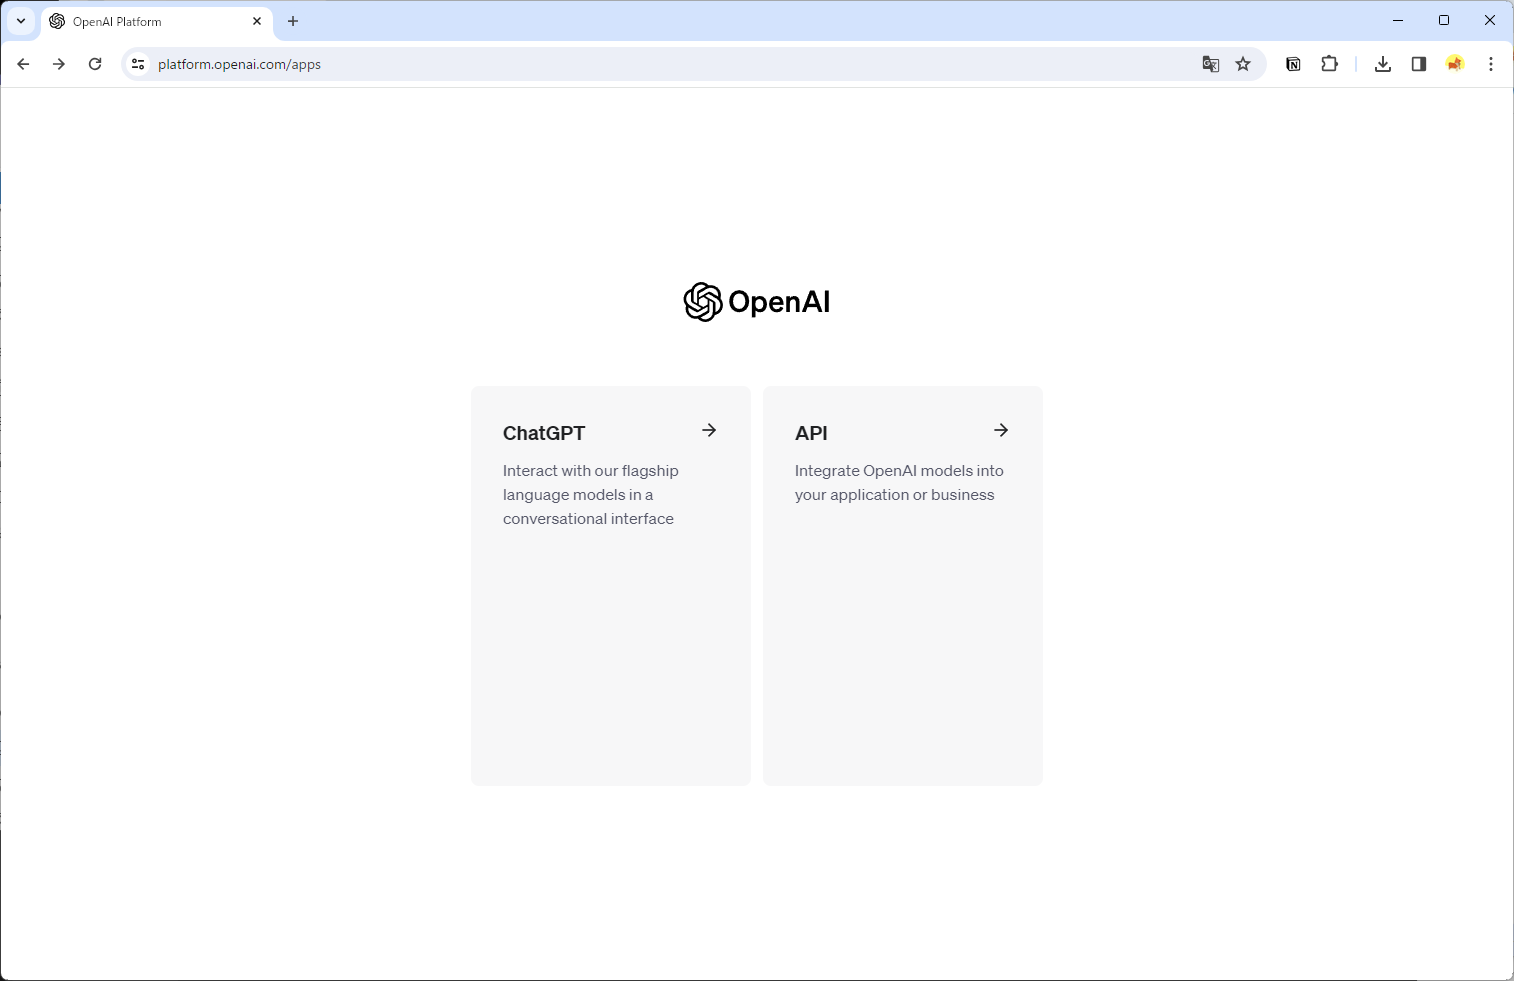 OpenAI Platform
platform.openai.com/apps
OpenAI
ChatGPT
Interact with our flagship
language models in a
conversational interface
API
Integrate OpenAI models into
your application or business